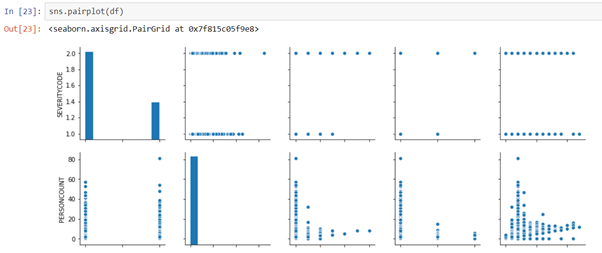 In [23]: sns.pairplot(df)
Out[23]: <seaborn.axisgrid.PairGrid at 0x7f815c05f9e8>
2.0
1.8
1.6
1.4
1.2
1.0
SEVERITYCODE
80
60
40
20
0
PERSONCOUNT